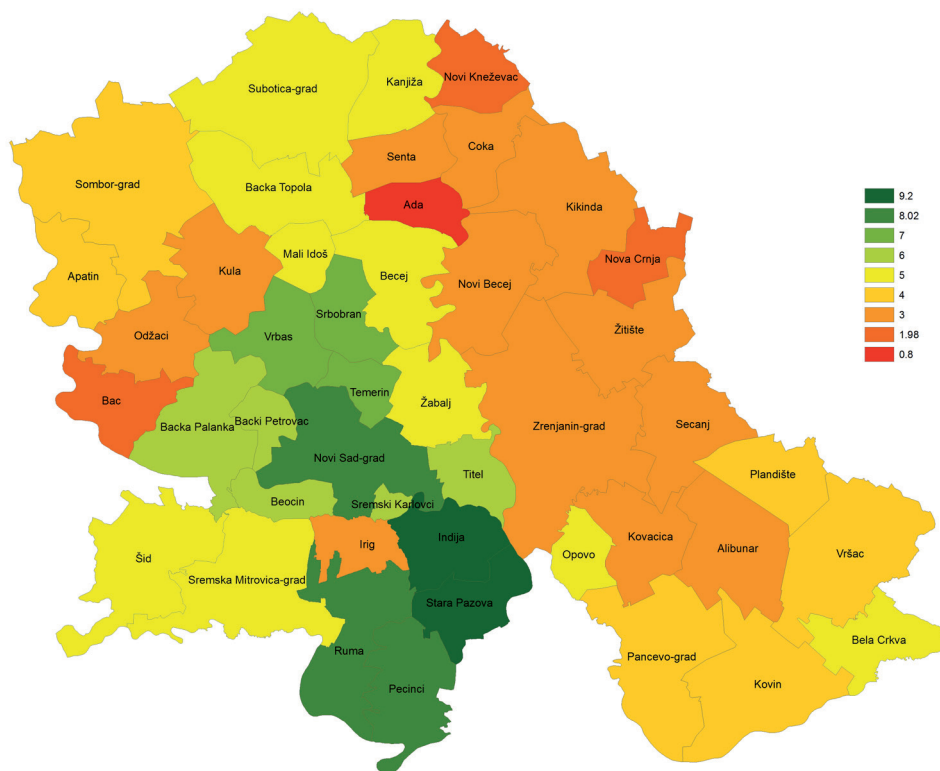 Novi Kneževac
Kanjiža
Subotica-grad
Coka
Senta
Sombor-grad
Backa Topola
Ada
Kikinda
Mali Idoš
Nova Crnja
Kula
Becej
Apatin
Novi Becej
Srbobran
Odžaci
Vrbas
Žitište
Temerin
Bac
Žabalj
Backi Petrovac
Backa Palanka
Zrenjanin-grad
Secanj
Novi Sad-grad
Titel
Plandište
Beocin
Sremski Karlovci
Kovacica
Indija
Irig
Alibunar
Vršac
Opovo
Šid
Sremska Mitrovica-grad
Stara Pazova
Bela Crkva
Ruma
Pancevo-grad
Kovin
Pecinci
9.2
8.02
7
6
5
4
3
1.98
0.8